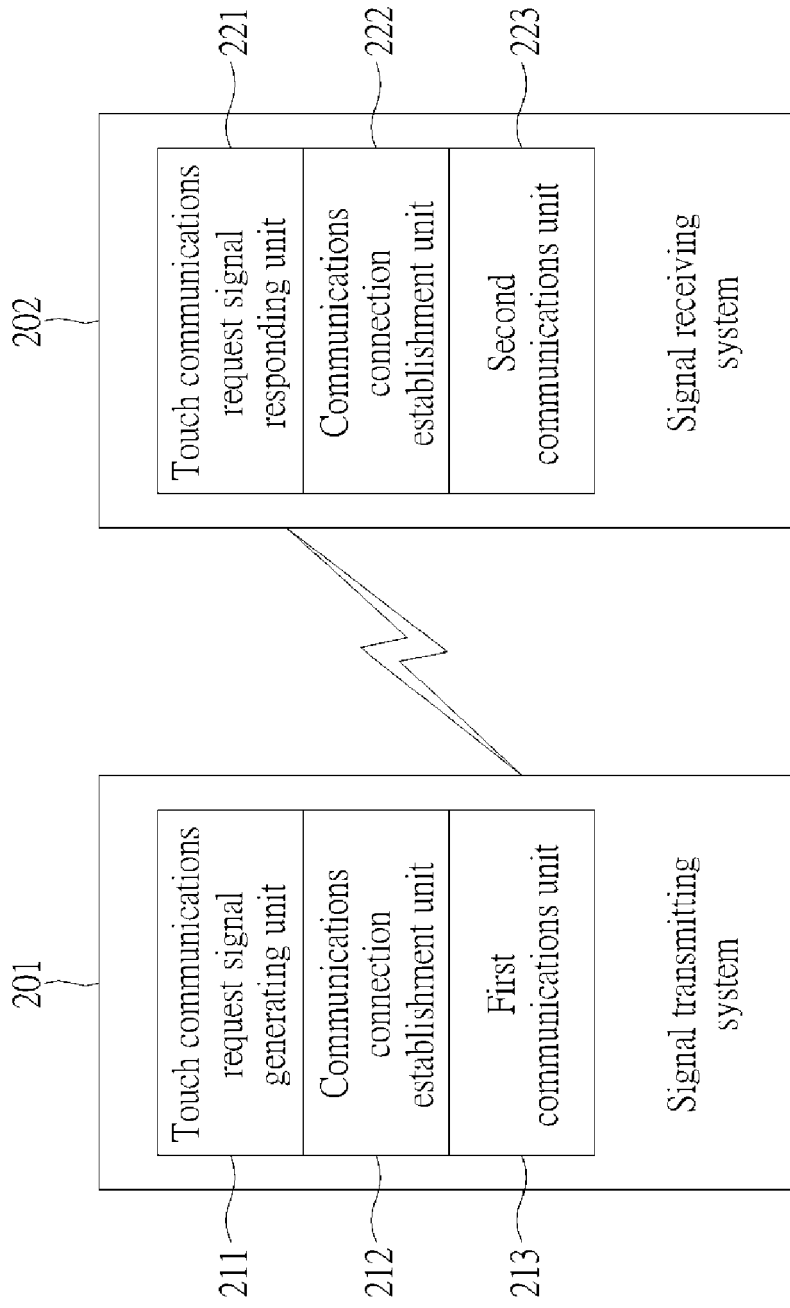 201
211
Touch communications
request signal
generating unit
212
Communications
connection
establishment unit
213
First
communications unit
Signal transmitting
system
202
Touch communications
request signal
responding unit
221
Communications
connection
establishment unit
222
Second
communications unit
223
Signal receiving
system